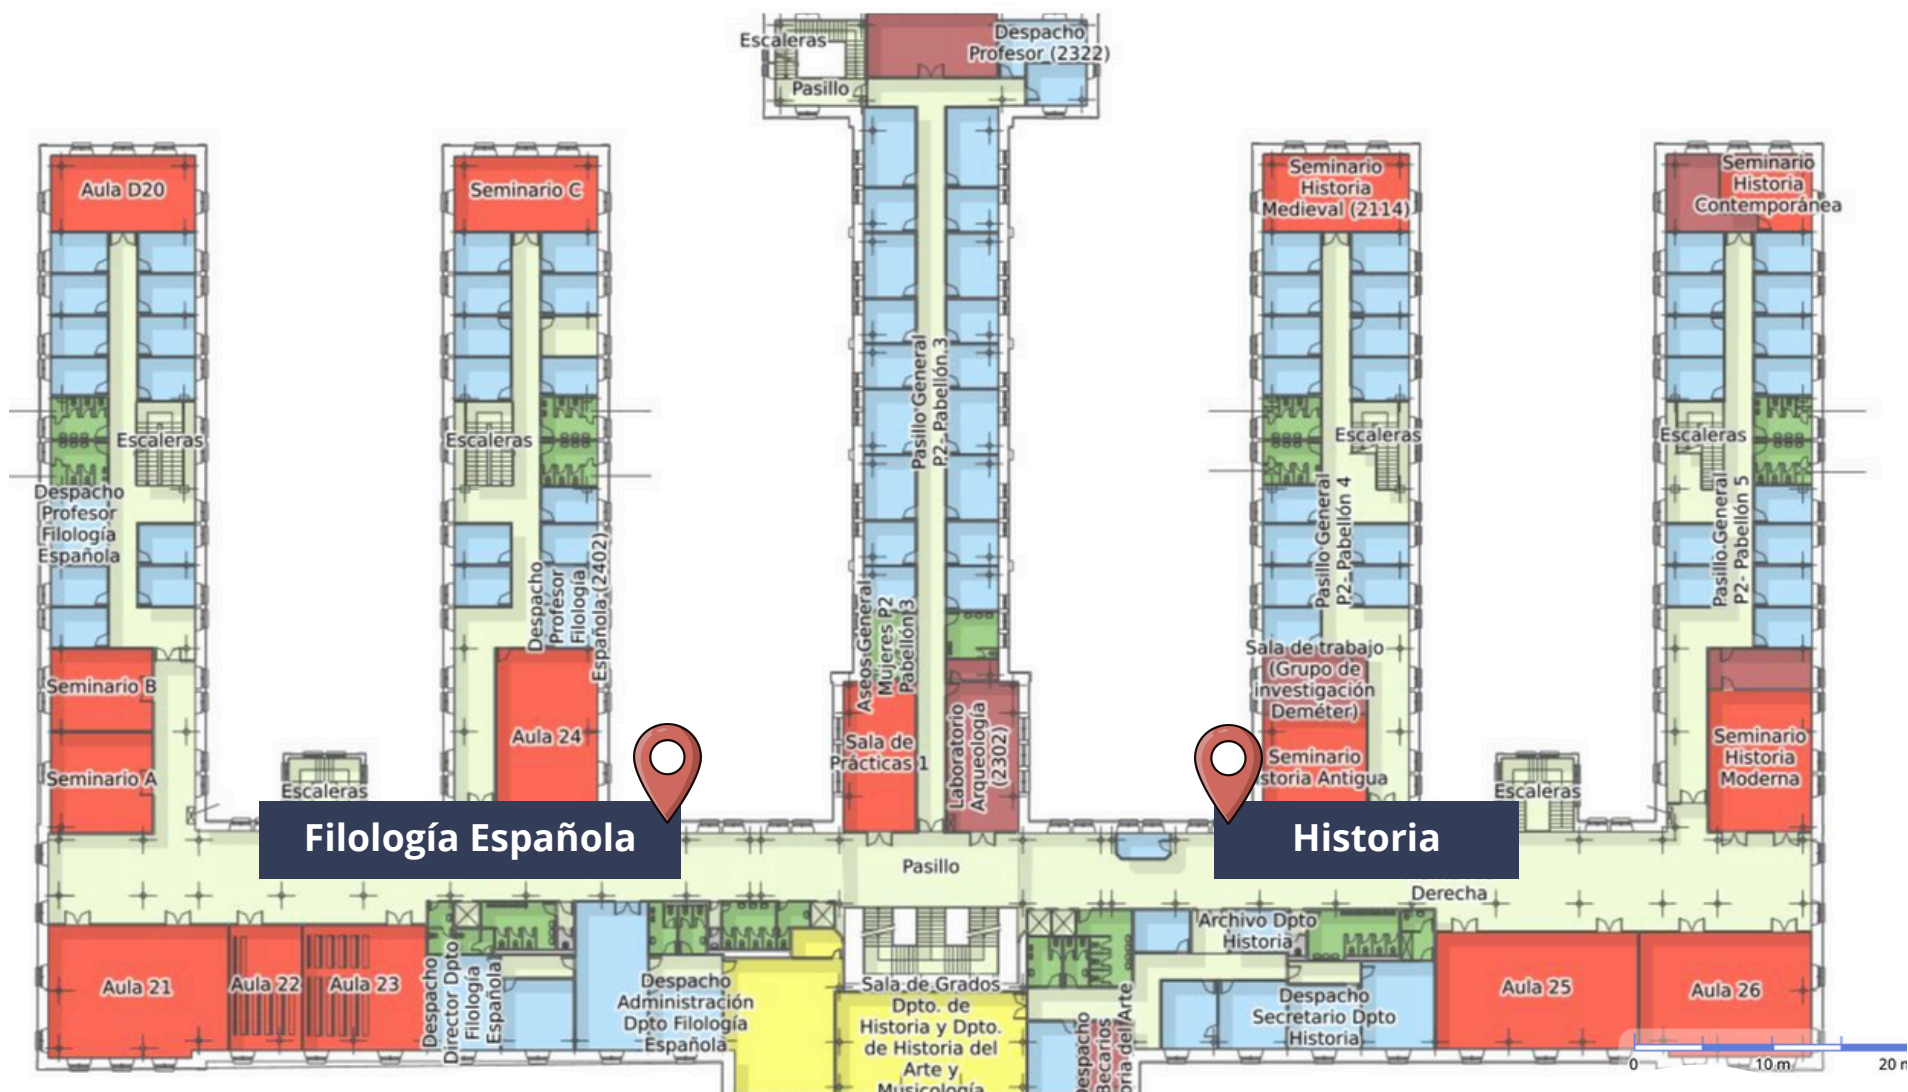 Escaleras
Pasillo
Despacho
Profesor (2322)
Aula D20
Seminario C
Seminario
Historia
Medieval (2114)
Seminario
Historia
Contemporánea
Escaleras
Escaleras
Escaleras
Escaleras
Pasillo General
P2- Pabellón 3
Pasillo General
P2- Pabellón 4
Pasillo General
P2- Pabellón 5
Despacho
Profesor
Filología
Española
Despacho
Profesor
Filología
Española (2402)
Aseos General
Mujeres P2
Pabellón 3
Sala de trabajo
(Grupo de
investigación
Deméter)
Seminario B
Seminario A
Escaleras
Aula 24
Sala de
Prácticas 1
Laboratorio
Arqueología
(2302)
Seminario
Antigua
Escaleras
Seminario
Historia
Moderna
Filología Española
Historia
Pasillo
Derecha
Aula 21
Aula 22
Aula 23
Despacho
Director Dpto
Filología
Española
Despacho
Administración
Dpto Filología
Española
Sala de Grados
Dpto. de
Historia y Dpto.
de Historia del
Arte y
Musicología
Despacho
Becarios
del Arte
Archivo Dpto
Historia
Despacho
Secretario Dpto
Historia
Aula 25
Aula 26
0 10 m 20